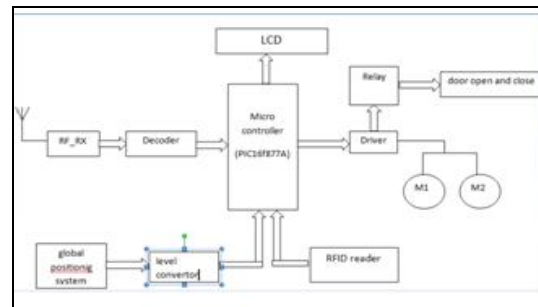 LCD
Relay
door open and close
Micro
controller
(PIC16f877A)
RF_RX
Decoder
Driver
M1
M2
global
positionig
system
level
convertor
RFID reader